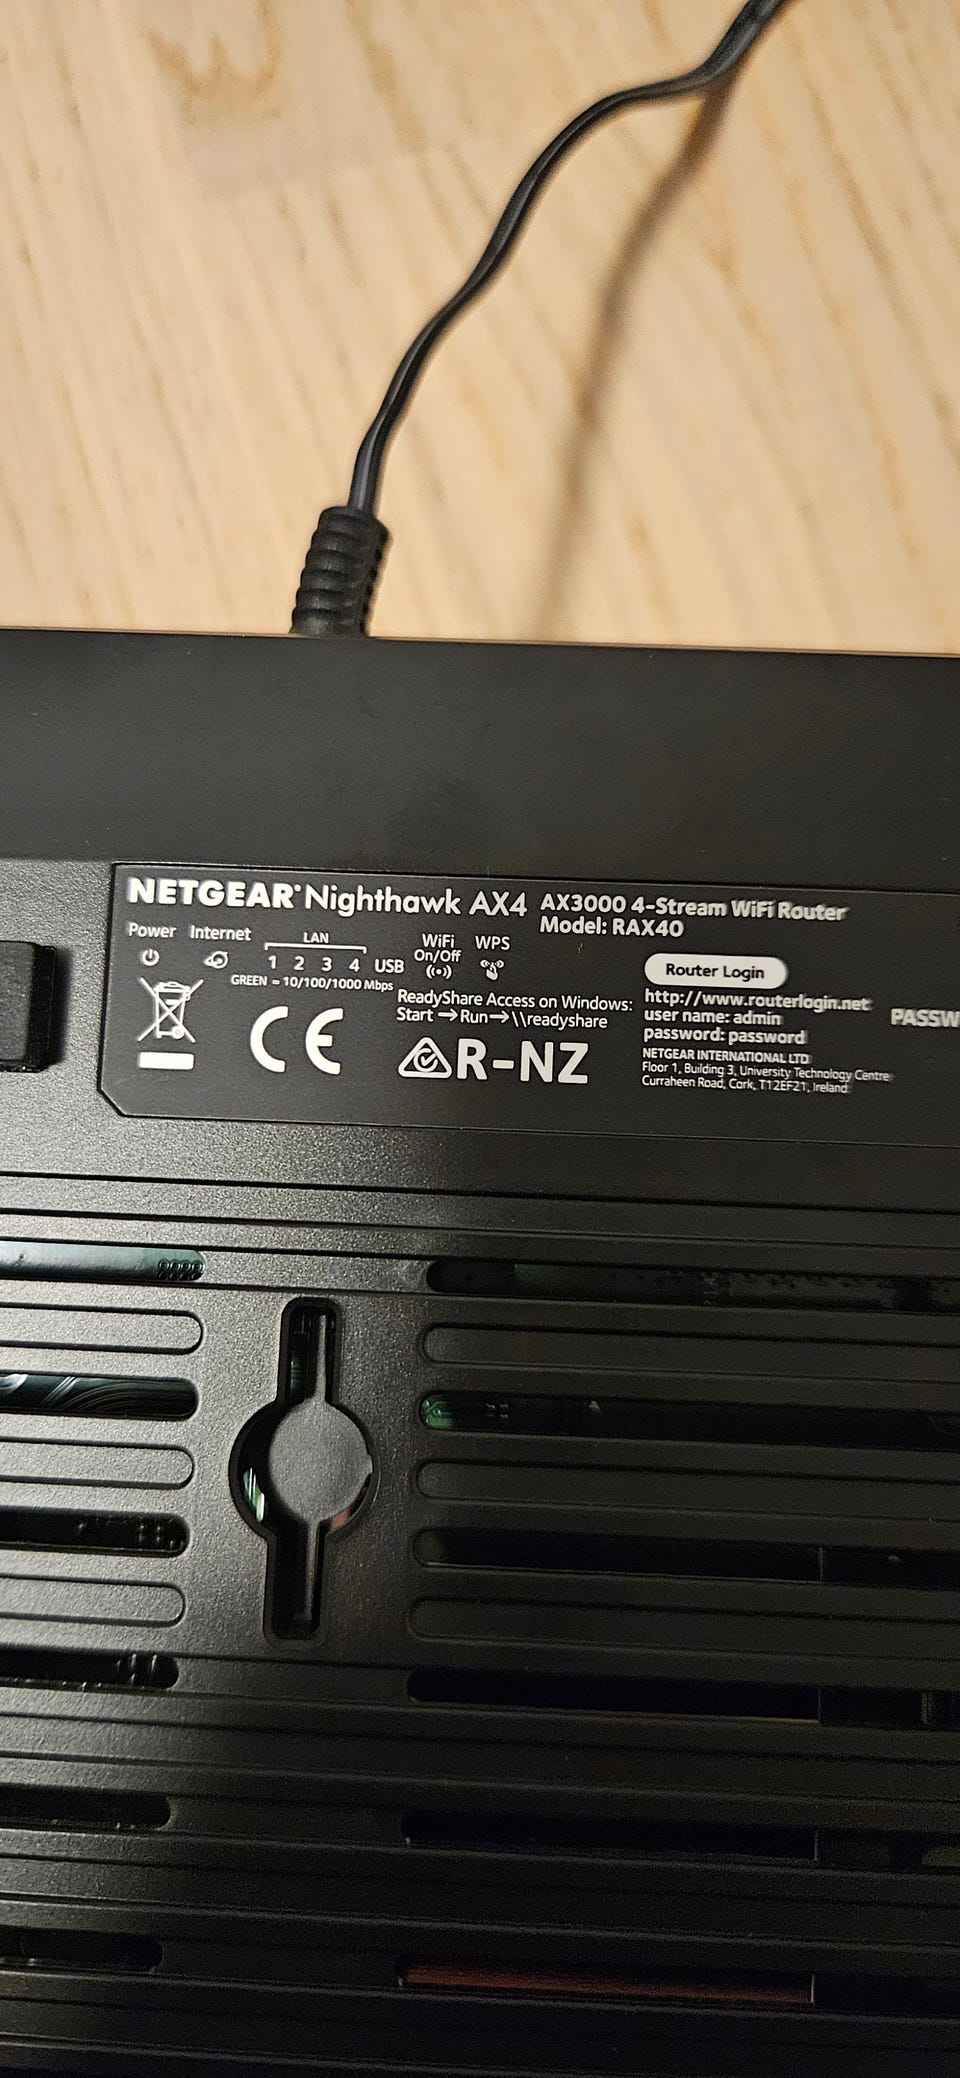 NETGEAR® Nighthawk AX4 AX3000 4-Stream WiFi Router
Model: RAX40
Power Internet LAN WiFi On/Off WPS
1 2 3 4 USB
GREEN = 10/100/1000 Mbps
ReadyShare Access on Windows:
Start →Run→\\readyshare
CE
R-NZ
Router Login
http://www.routerlogin.net
user name: admin
password: password
NETGEAR INTERNATIONAL LTD
Floor 1, Building 3, University Technology Centre
Curraheen Road, Cork, T12EF21, Ireland
PASSW